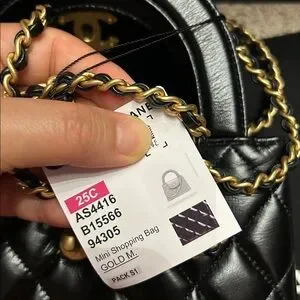 25C
AS4416
B15566
94305
Mini Shopping Bag
GOLD M.
PACK S1